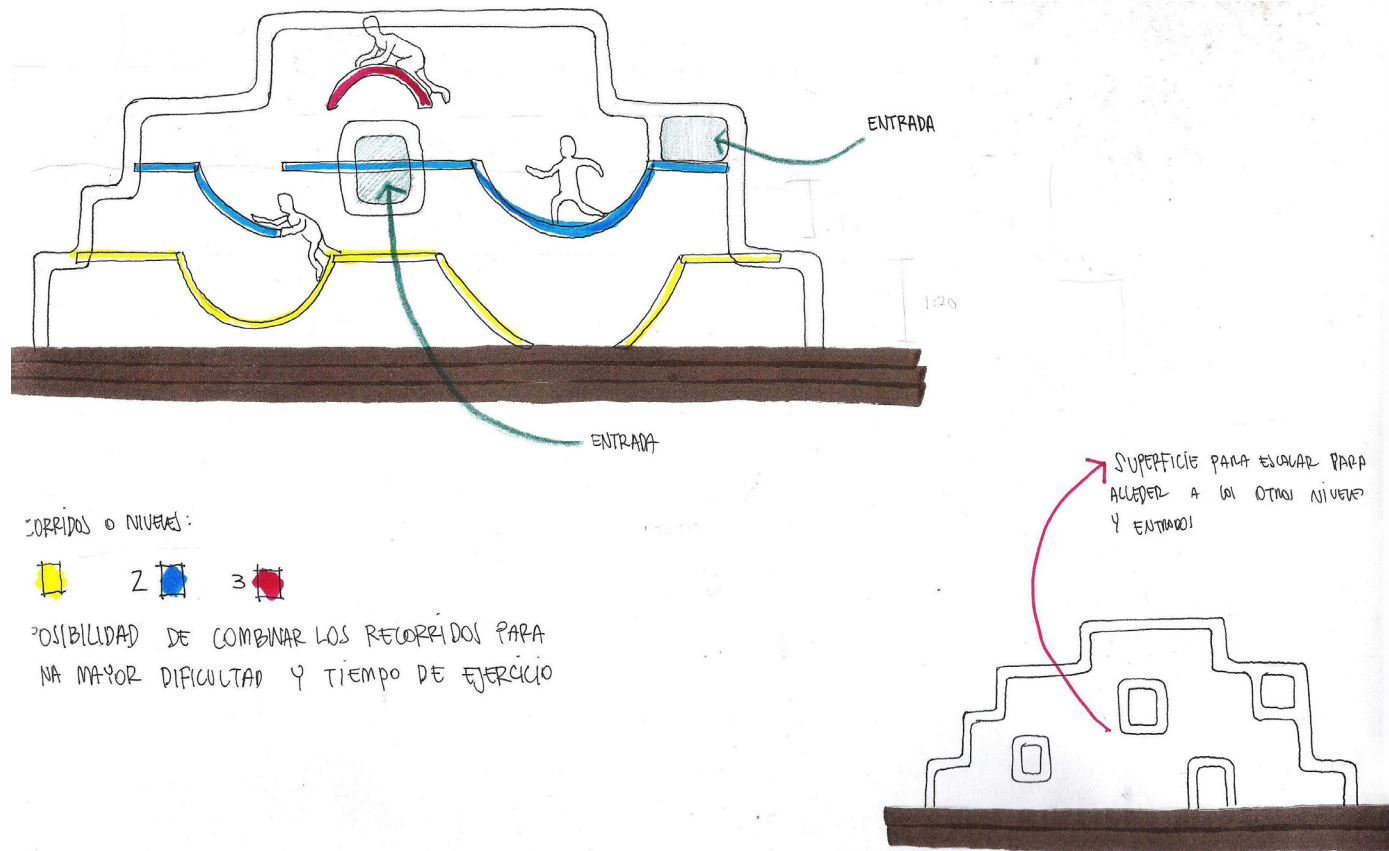 ENTRADA
1:20
ENTRADA
SUPERFICIE PARA ESCALAR PARA
ACCEDER A LOS OTROS NIVELES
Y ENTRADAS
CORRIDOS O NIVELES:
2 3
POSIBILIDAD DE COMBINAR LOS RECORRIDOS PARA
NA MAYOR DIFICULTAD Y TIEMPO DE EJERCICIO